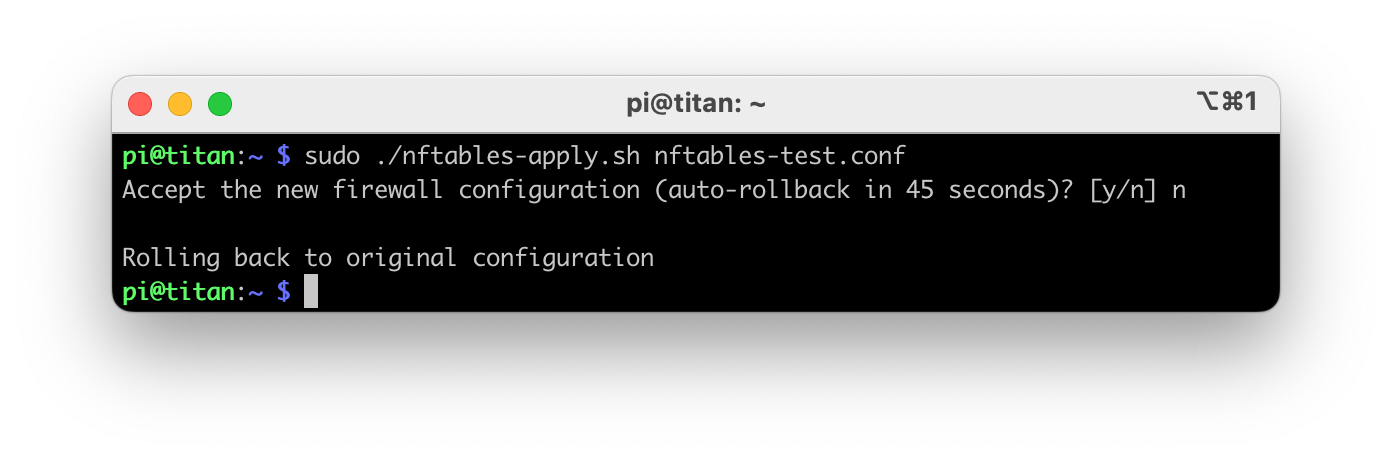 pi@titan: ~
⌥⌘1
pi@titan:~ $ sudo ./nftables-apply.sh nftables-test.conf
Accept the new firewall configuration (auto-rollback in 45 seconds)? [y/n] n
Rolling back to original configuration
pi@titan:~ $